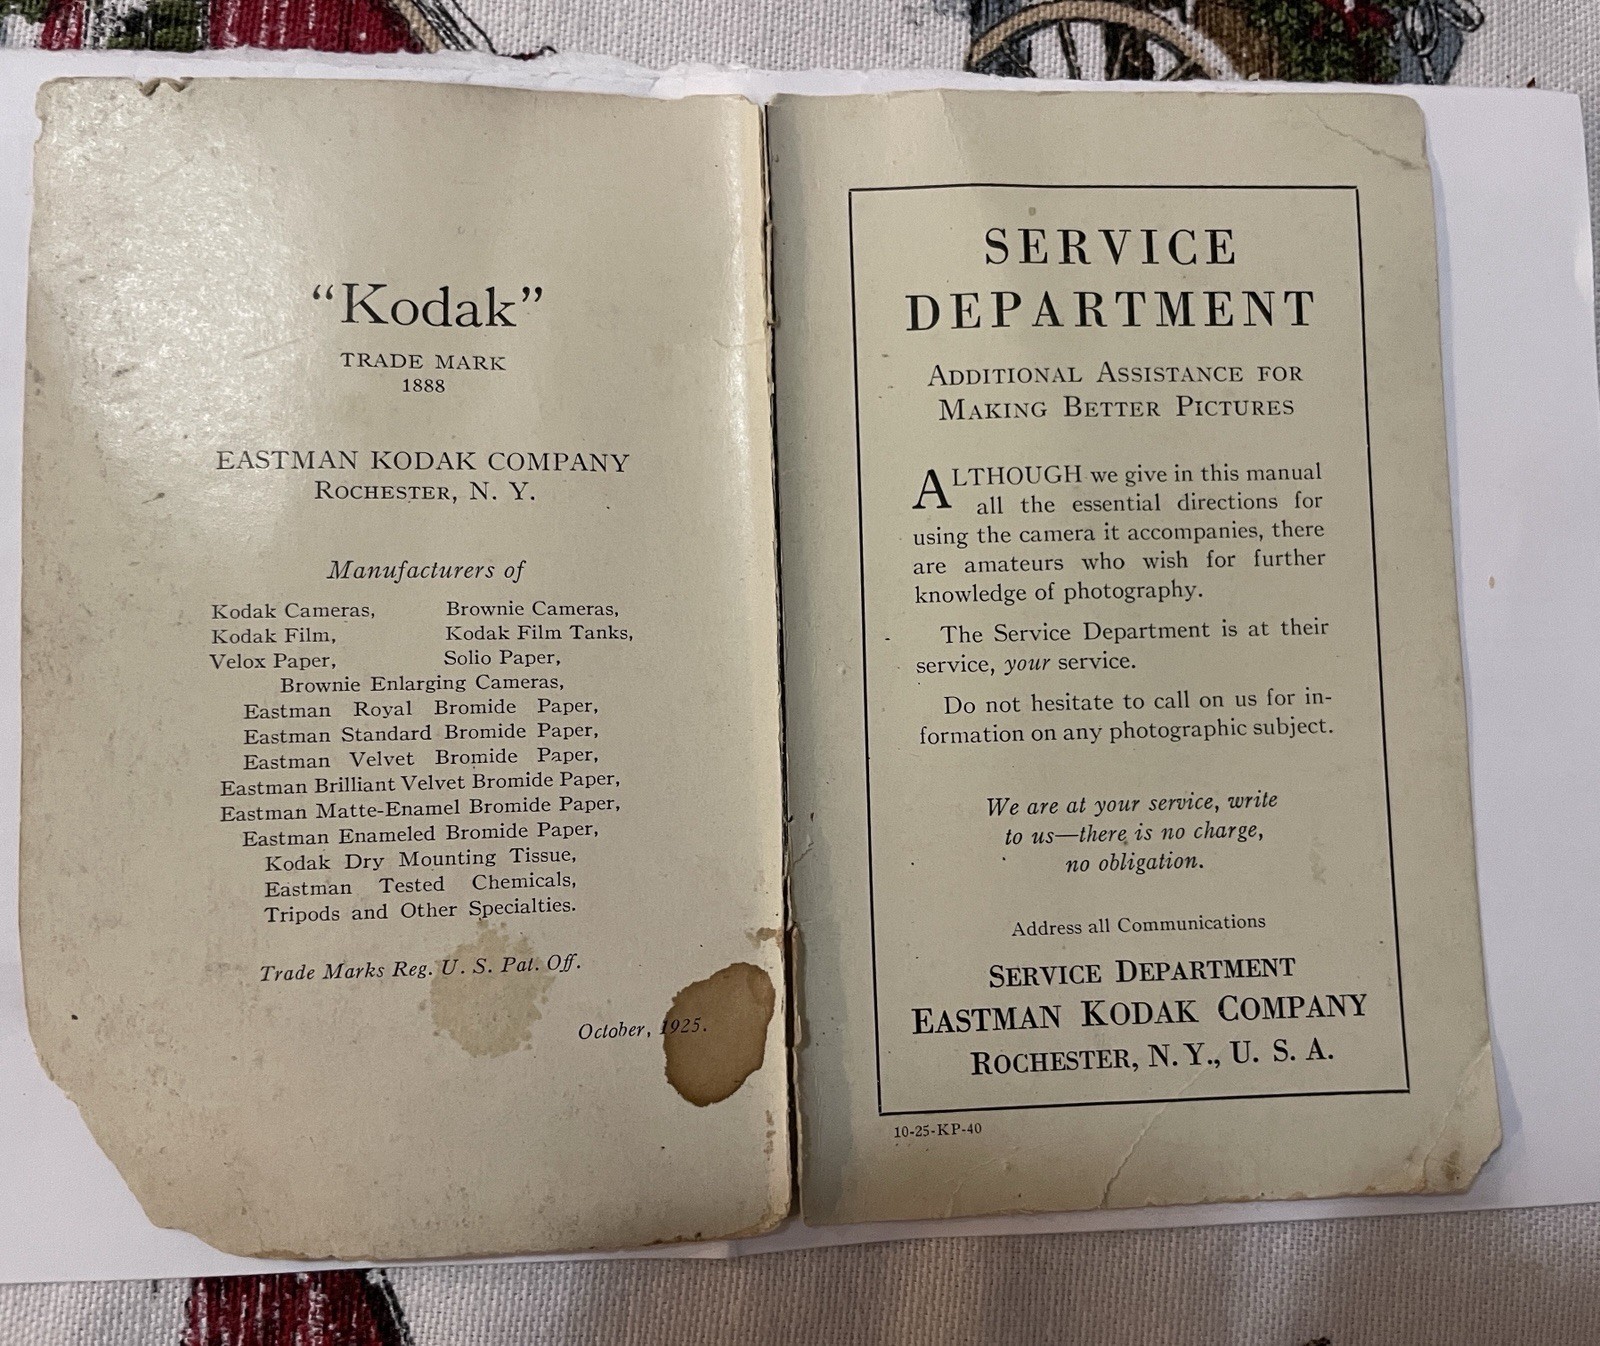 “Kodak”
TRADE MARK
1888
EASTMAN KODAK COMPANY
ROCHESTER, N. Y.
Manufacturers of
Kodak Cameras, Brownie Cameras,
Kodak Film, Kodak Film Tanks,
Velox Paper, Solio Paper,
Brownie Enlarging Cameras,
Eastman Royal Bromide Paper,
Eastman Standard Bromide Paper,
Eastman Velvet Bromide Paper,
Eastman Brilliant Velvet Bromide Paper,
Eastman Matte-Enamel Bromide Paper,
Eastman Enameled Bromide Paper,
Kodak Dry Mounting Tissue,
Eastman Tested Chemicals,
Tripods and Other Specialties.
Trade Marks Reg. U. S. Pat. Off.
October, 1925.
SERVICE
DEPARTMENT
ADDITIONAL ASSISTANCE FOR
MAKING BETTER PICTURES
ALTHOUGH we give in this manual
all the essential directions for
using the camera it accompanies, there
are amateurs who wish for further
knowledge of photography.
The Service Department is at their
service, your service.
Do not hesitate to call on us for in-
formation on any photographic subject.
We are at your service, write
to us—there is no charge,
no obligation.
Address all Communications
SERVICE DEPARTMENT
EASTMAN KODAK COMPANY
ROCHESTER, N. Y., U. S. A.
10-25-KP-40